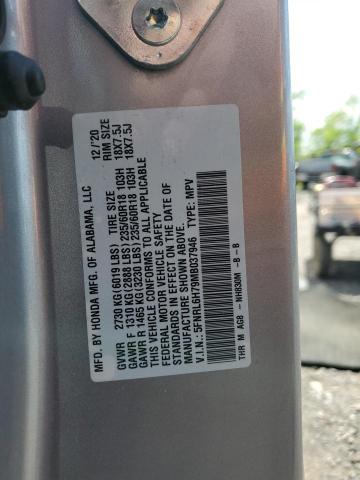 MFD. BY HONDA MFG. OF ALABAMA, LLC 12/'20
TIRE SIZE RIM SIZE
GVWR 2730 KG (6019 LBS)
GAWR F 1310 KG (2888 LBS) 235/60R18 103H 18X7.5J
GAWR R 1465 KG (3230 LBS) 235/60R18 103H 18X7.5J
THIS VEHICLE CONFORMS TO ALL APPLICABLE
FEDERAL MOTOR VEHICLE SAFETY
STANDARDS IN EFFECT ON THE DATE OF
MANUFACTURE SHOWN ABOVE.
V.I.N.: 5FNRL6H79MB037946 TYPE: MPV
THR M AGB - NH830M -B -B